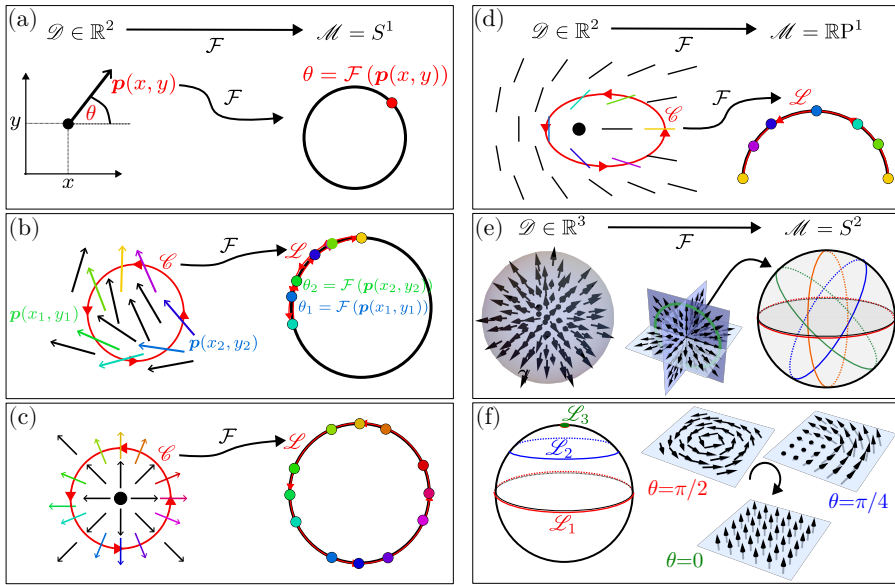 (a)
𝒟 ∈ ℝ² ℱ ℳ = S¹
p(x, y) ℱ θ = ℱ (p(x, y))
θ
y
x
(b)
𝒞 ℱ ℒ
p(x₁, y₁)
p(x₂, y₂)
θ₂ = ℱ (p(x₂, y₂))
θ₁ = ℱ (p(x₁, y₁))
(c)
𝒞 ℱ ℒ
(d)
𝒟 ∈ ℝ² ℱ ℳ = ℝP¹
𝒞 ℱ ℒ
(e)
𝒟 ∈ ℝ³ ℱ ℳ = S²
(f)
ℒ₃
ℒ₂
ℒ₁
θ=π/2
θ=π/4
θ=0